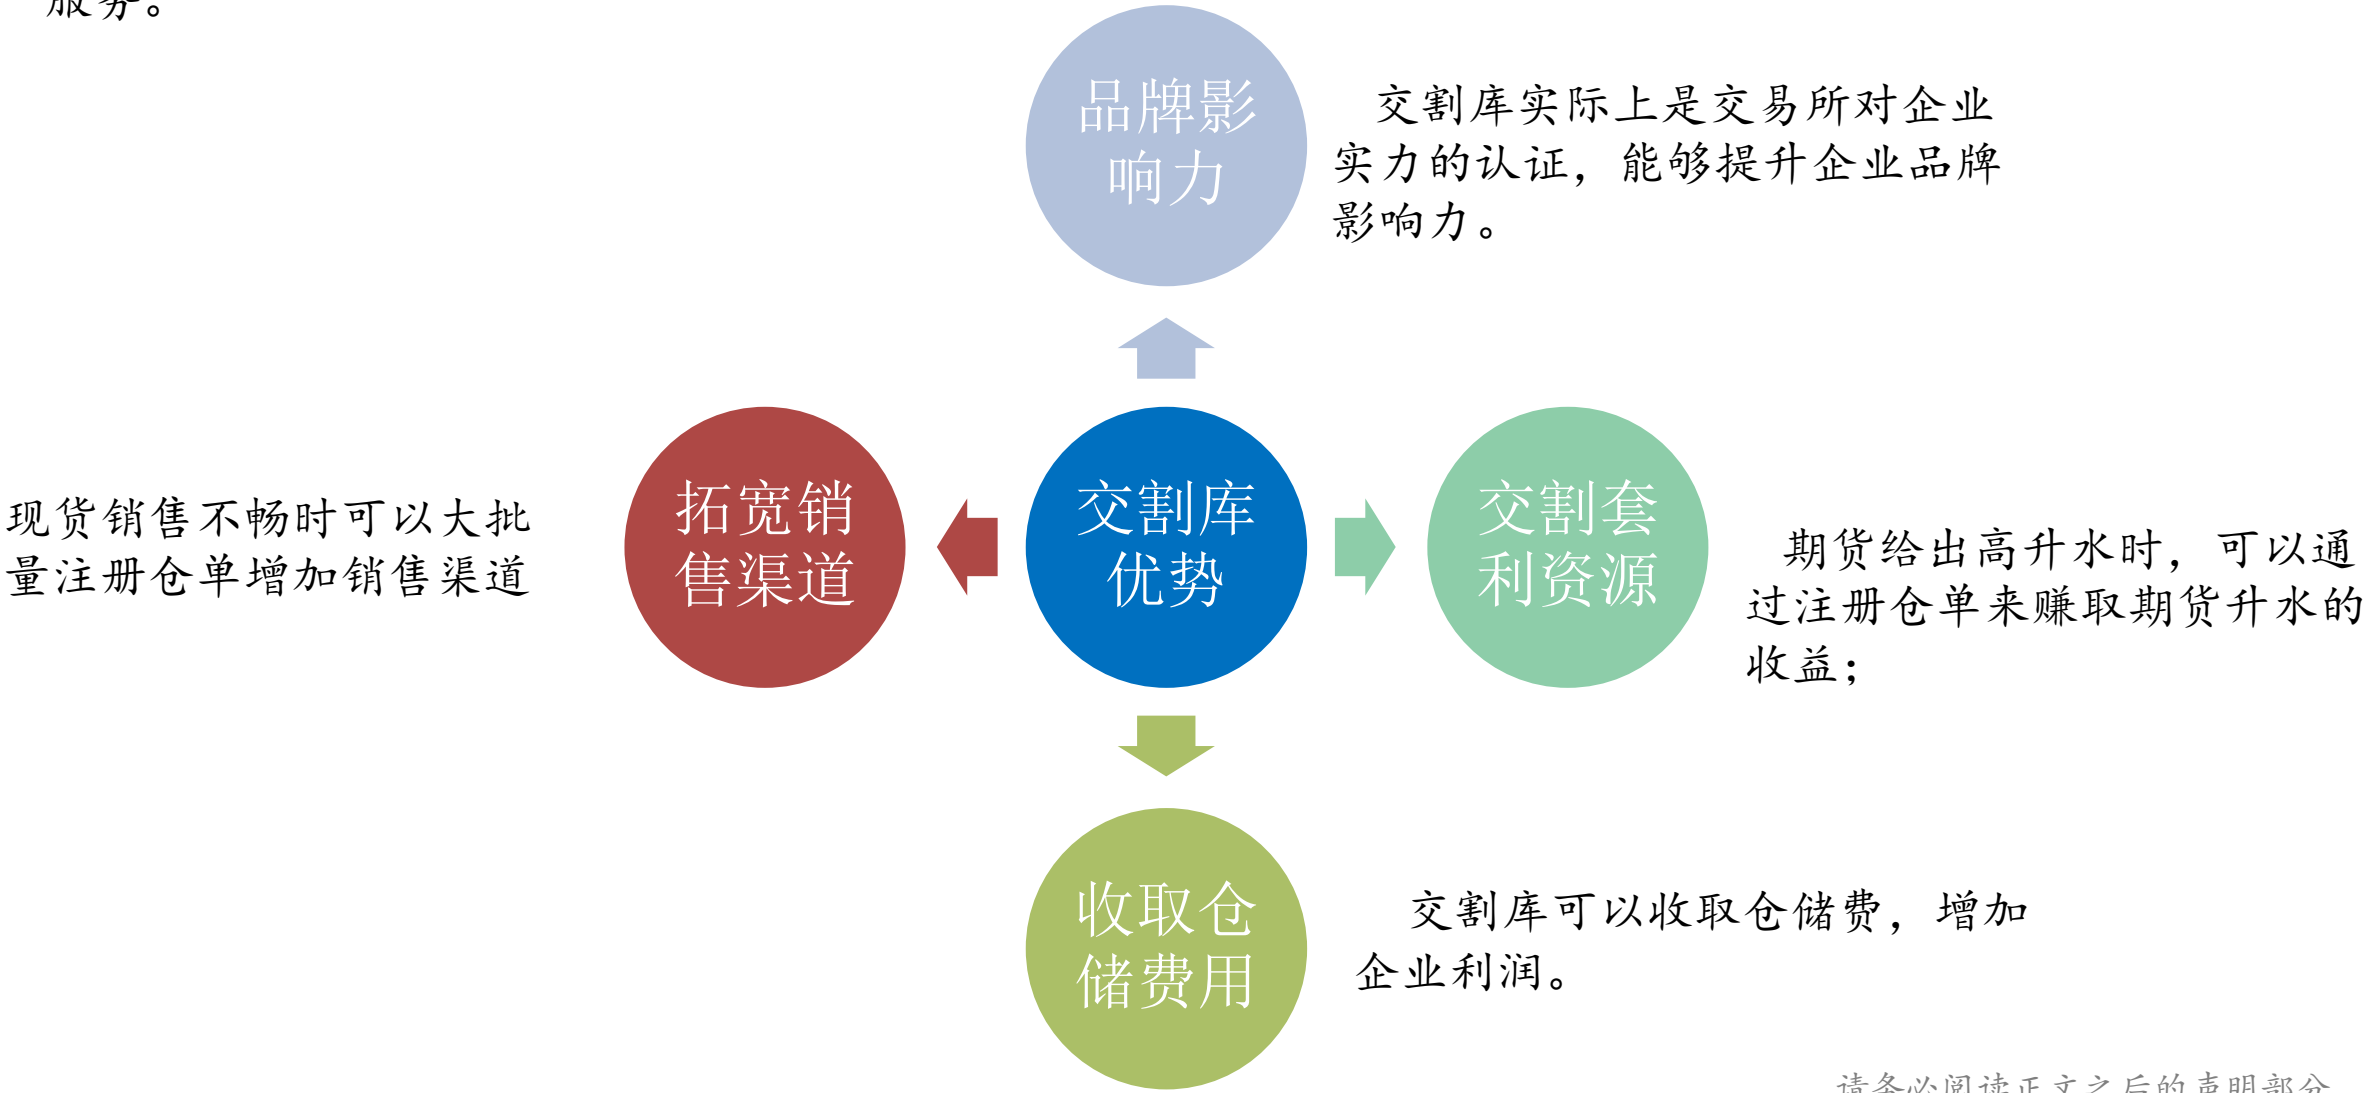 服务。
品牌影
响力
交割库实际上是交易所对企业
实力的认证，能够提升企业品牌
影响力。
现货销售不畅时可以大批
量注册仓单增加销售渠道
拓宽销
售渠道
交割库
优势
交割套
利资源
期货给出高升水时，可以通
过注册仓单来赚取期货升水的
收益；
收取仓
储费用
交割库可以收取仓储费，增加
企业利润。
请务必阅读正文之后的声明部分